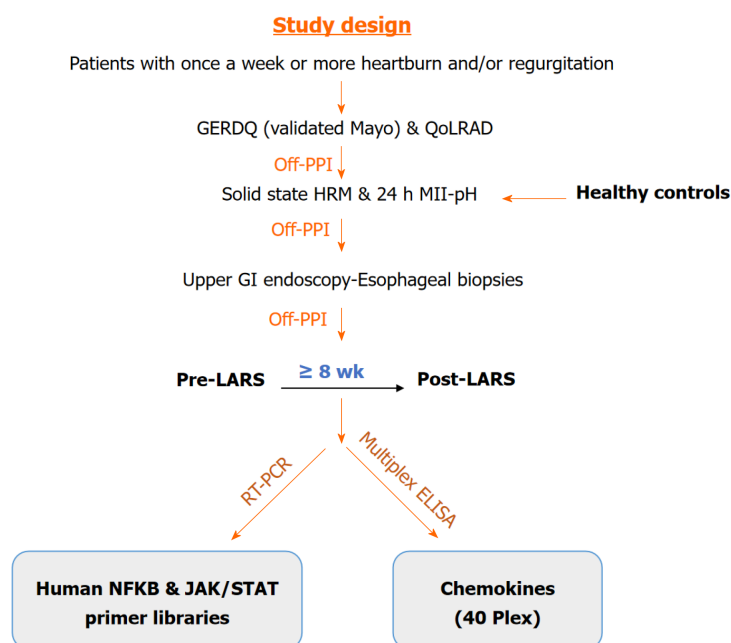 Study design
Patients with once a week or more heartburn and/or regurgitation
GERDQ (validated Mayo) & QoLRAD
Off-PPI
Solid state HRM & 24 h MII-pH
Healthy controls
Off-PPI
Upper GI endoscopy-Esophageal biopsies
Off-PPI
Pre-LARS
≥ 8 wk
Post-LARS
RT-PCR
Multiplex ELISA
Human NFKB & JAK/STAT
primer libraries
Chemokines
(40 Plex)